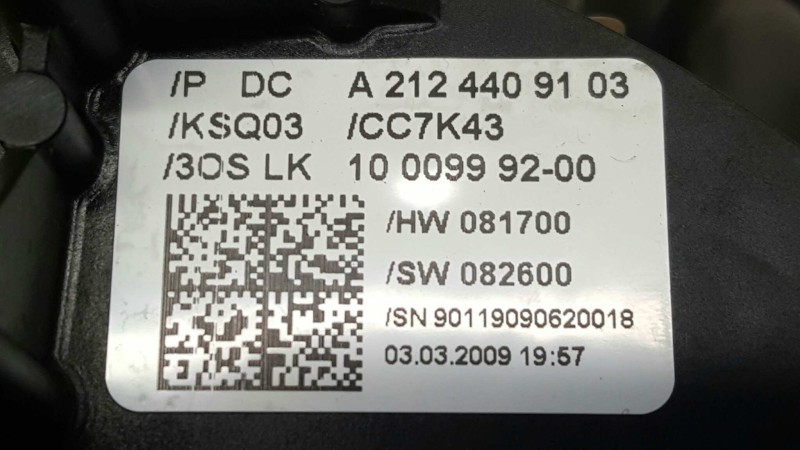 /P DC A 212 440 91 03
/KSQ03 /CC7K43
/3OS LK 10 0099 92-00
/HW 081700
/SW 082600
/SN 90119090620018
03.03.2009 19:57